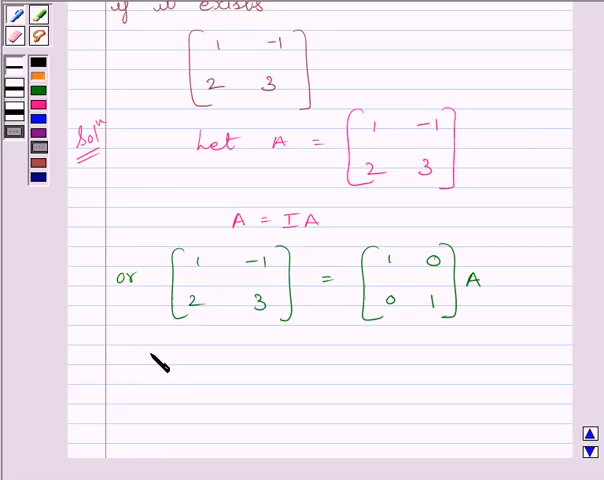 if it exists
[1 -1
2 3]
Solⁿ Let A = [1 -1
2 3]
A = IA
or [1 -1
2 3] = [1 0
0 1] A